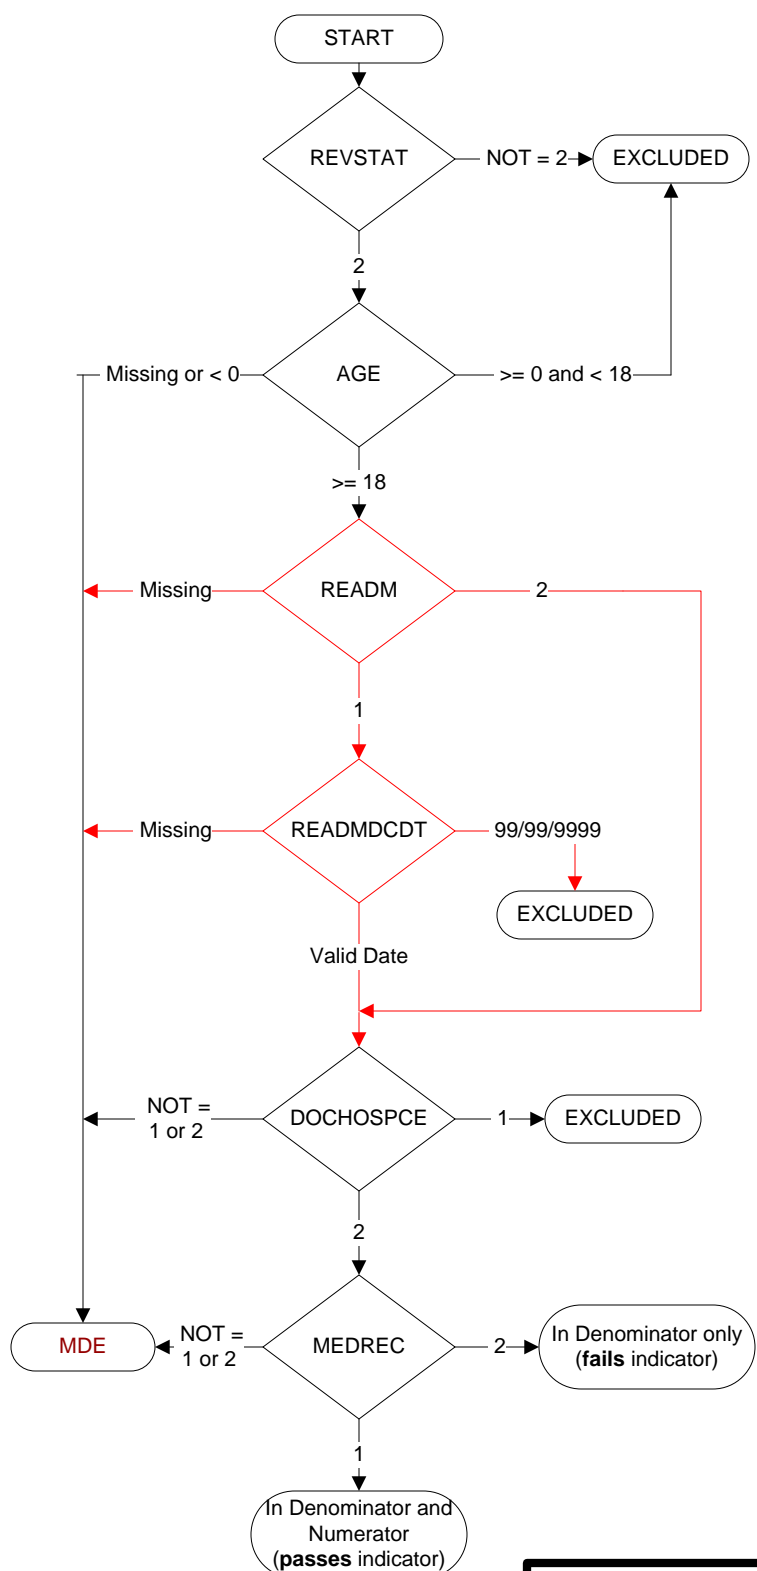 START
REVSTAT
NOT = 2
EXCLUDED
2
Missing or < 0
AGE
>= 0 and < 18
>= 18
Missing
READM
2
1
Missing
READMDCDT
99/99/9999
EXCLUDED
Valid Date
NOT =
1 or 2
DOCHOSPCE
1
EXCLUDED
2
MDE
NOT =
1 or 2
MEDREC
2
In Denominator only
(fails indicator)
1
In Denominator and
Numerator
(passes indicator)